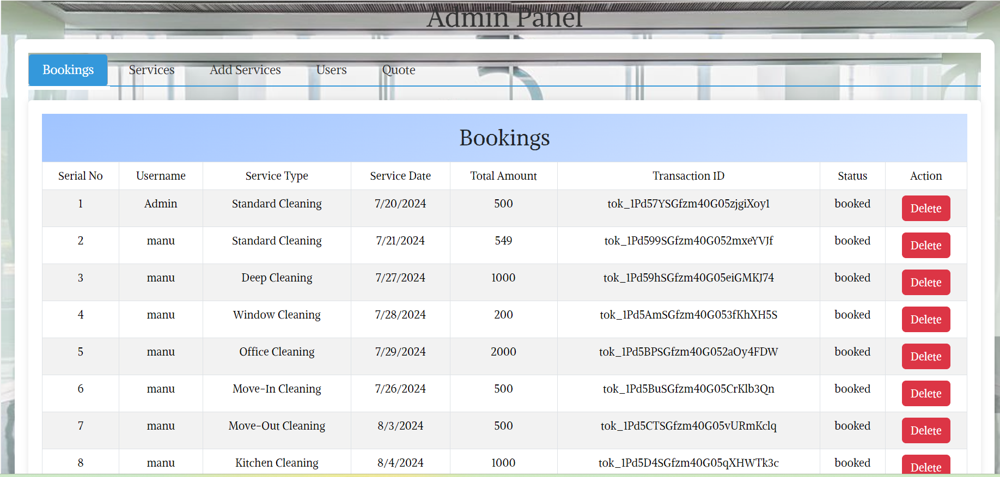 Admin Panel
Bookings Services Add Services Users Quote
Bookings
Serial No Username Service Type Service Date Total Amount Transaction ID Status Action
1 Admin Standard Cleaning 7/20/2024 500 tok_1Pd57YSGfzm40G05zjgiXoy1 booked Delete
2 manu Standard Cleaning 7/21/2024 549 tok_1Pd599SGfzm40G052mxeYVJf booked Delete
3 manu Deep Cleaning 7/27/2024 1000 tok_1Pd59hSGfzm40G05eiGMKJ74 booked Delete
4 manu Window Cleaning 7/28/2024 200 tok_1Pd5AmSGfzm40G053fKhXH5S booked Delete
5 manu Office Cleaning 7/29/2024 2000 tok_1Pd5BPSGfzm40G052aOy4FDW booked Delete
6 manu Move-In Cleaning 7/26/2024 500 tok_1Pd5BuSGfzm40G05CrKlb3Qn booked Delete
7 manu Move-Out Cleaning 8/3/2024 500 tok_1Pd5CTSGfzm40G05vURmKclq booked Delete
8 manu Kitchen Cleaning 8/4/2024 1000 tok_1Pd5D4SGfzm40G05qXHWTk3c booked Delete